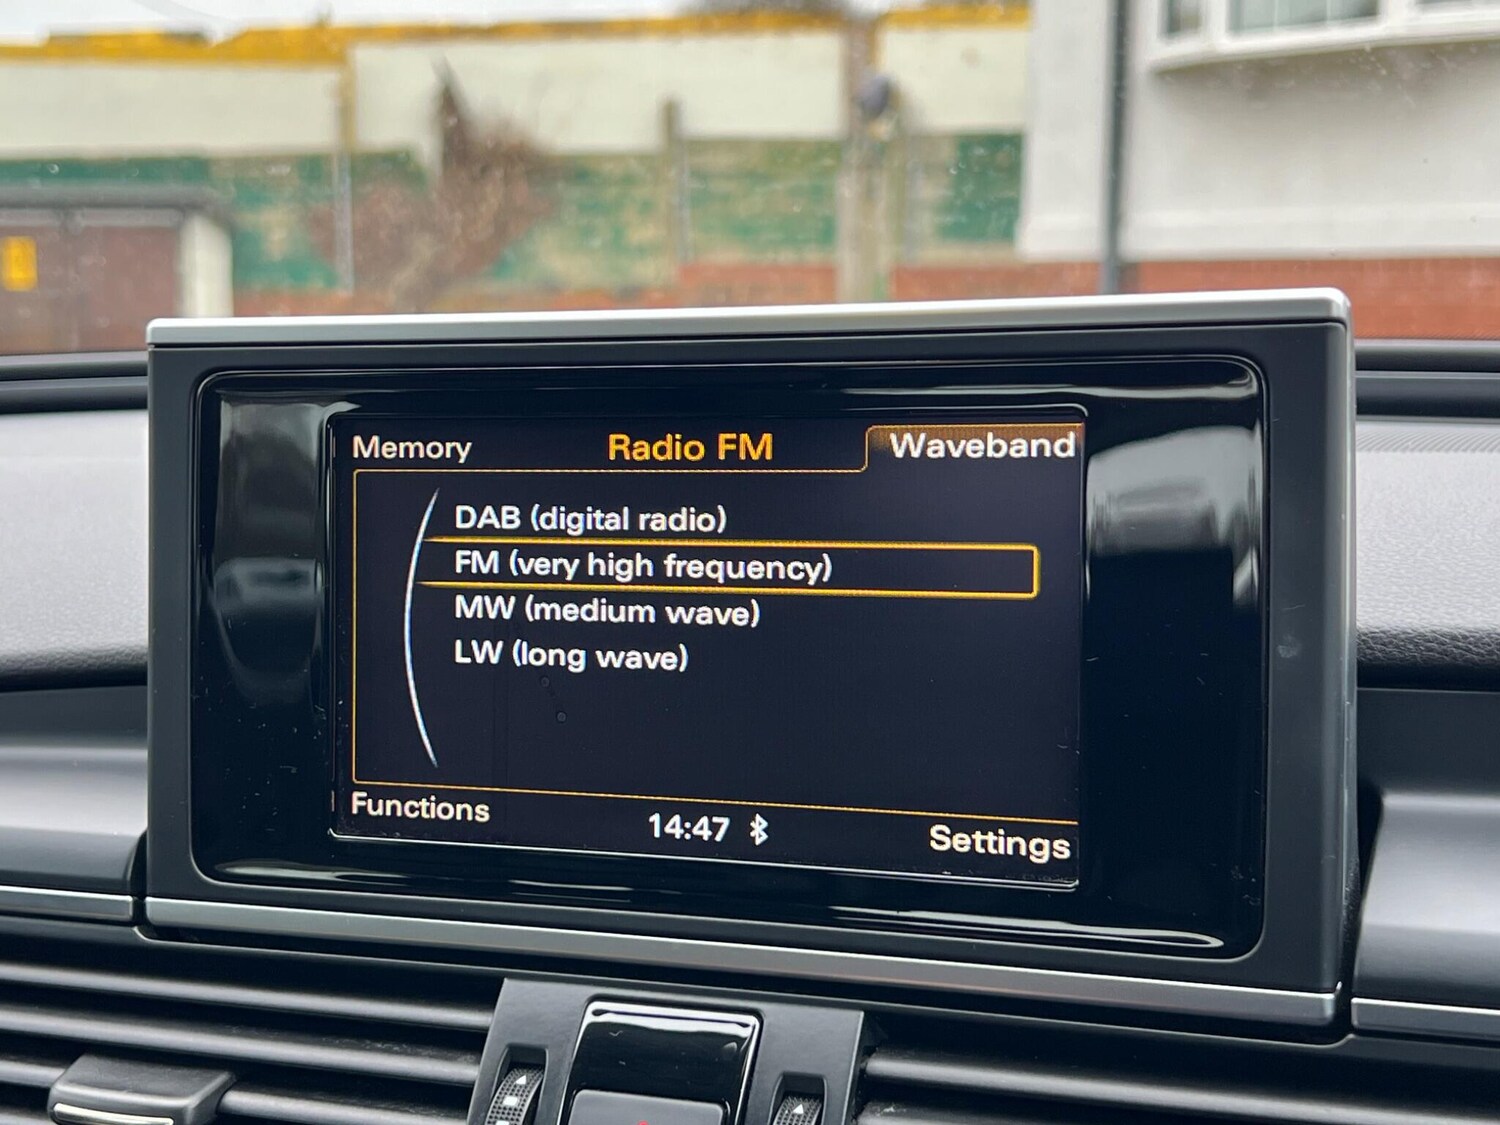 Memory
Radio FM
Waveband
DAB (digital radio)
FM (very high frequency)
MW (medium wave)
LW (long wave)
Functions
14:47
Settings